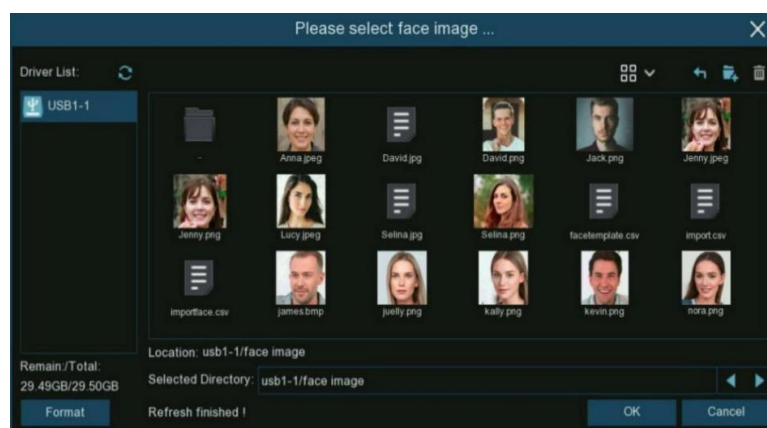 Please select face image ...
Driver List:
USB1-1
..
Anna.jpeg
David.jpg
David.png
Jack.png
Jenny.jpeg
Jenny.png
Lucy.jpeg
Selina.jpg
Selina.png
facetemplate.csv
import.csv
importface.csv
james.bmp
juelly.png
kally.png
kevin.png
nora.png
Location: usb1-1/face image
Remain:/Total:
29.49GB/29.50GB
Selected Directory: usb1-1/face image
Format
Refresh finished !
OK
Cancel